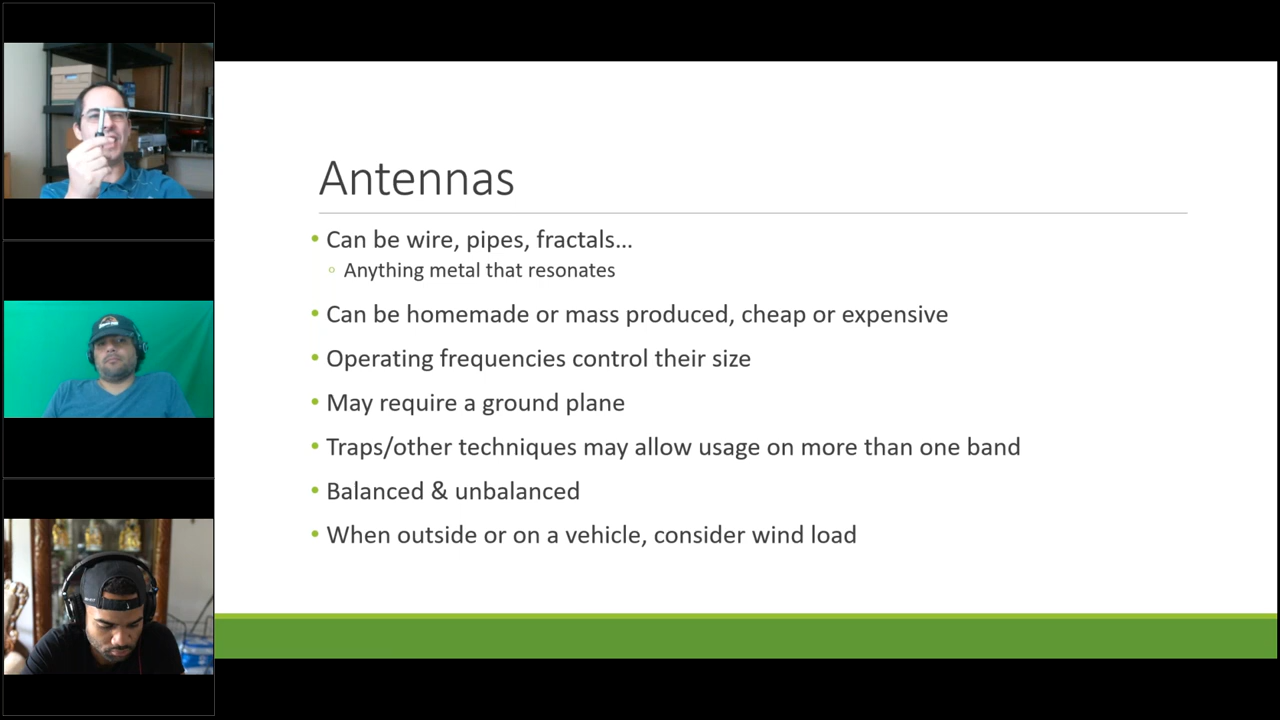 Antennas
• Can be wire, pipes, fractals…
◦ Anything metal that resonates
• Can be homemade or mass produced, cheap or expensive
• Operating frequencies control their size
• May require a ground plane
• Traps/other techniques may allow usage on more than one band
• Balanced & unbalanced
• When outside or on a vehicle, consider wind load